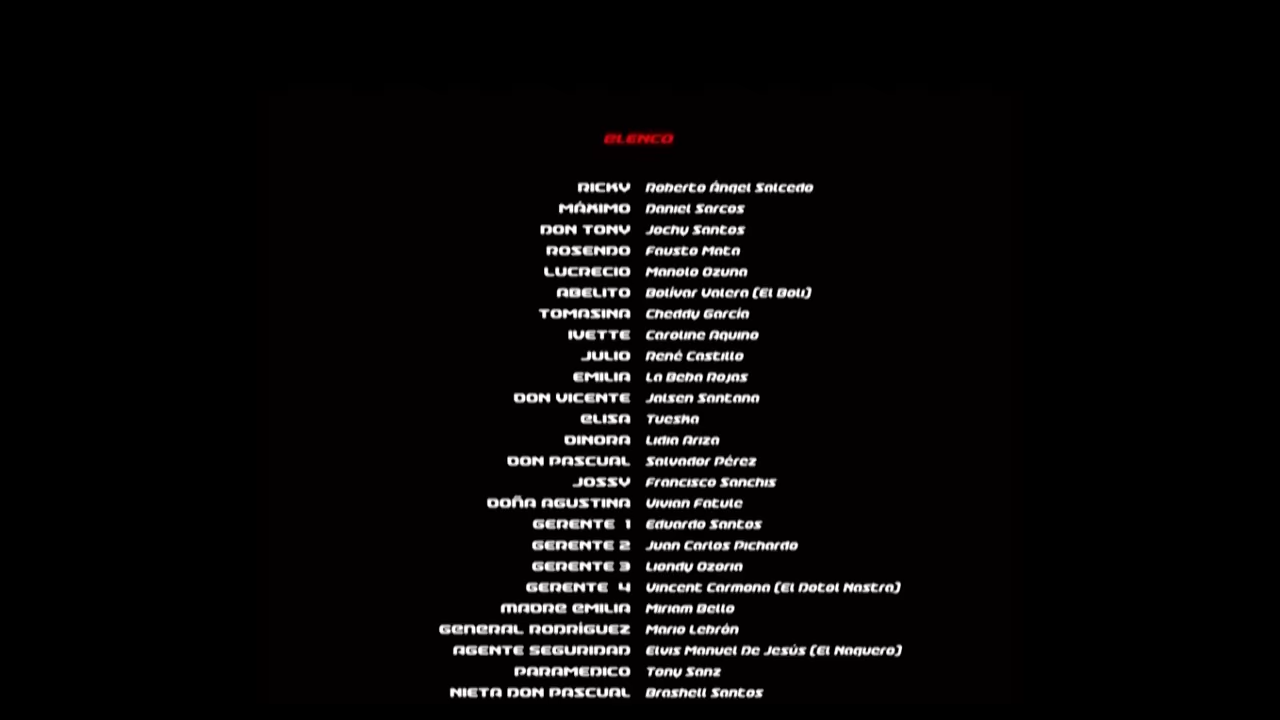 ELENCO
RICKY Roberto Ángel Salcedo
MÁXIMO Daniel Sarcos
DON TONY Jochy Santos
ROSENDO Fausto Mata
LUCRECIO Manolo Ozuna
ABELITO Bolívar Valera (El Boli)
TOMASINA Cheddy García
IVETTE Caroline Aquino
JULIO René Castillo
EMILIA La Beba Rojas
DON VICENTE Jalsen Santana
ELISA Tueska
DINORA Lidia Ariza
DON PASCUAL Salvador Pérez
JOSSY Francisco Sanchis
DOÑA AGUSTINA Vivian Fatule
GERENTE 1 Eduardo Santos
GERENTE 2 Juan Carlos Pichardo
GERENTE 3 Liondy Ozoria
GERENTE 4 Vincent Carmona (El Dotol Nastra)
MADRE EMILIA Miriam Bello
GENERAL RODRÍGUEZ Mario Lebrón
AGENTE SEGURIDAD Elvis Manuel De Jesús (El Naguero)
PARAMEDICO Tony Sanz
NIETA DON PASCUAL Brashell Santos